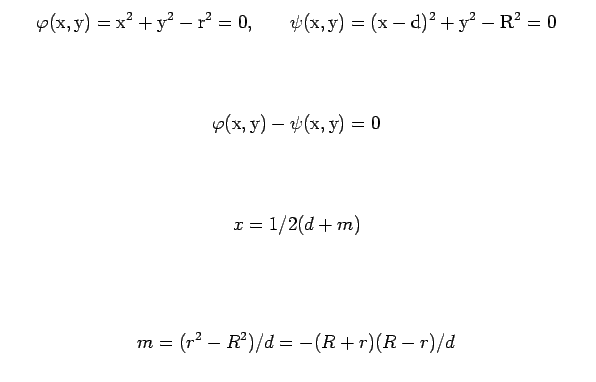 φ(x, y) = x² + y² − r² = 0, ψ(x, y) = (x − d)² + y² − R² = 0
φ(x, y) − ψ(x, y) = 0
x = 1/2(d + m)
m = (r² − R²)/d = −(R + r)(R − r)/d